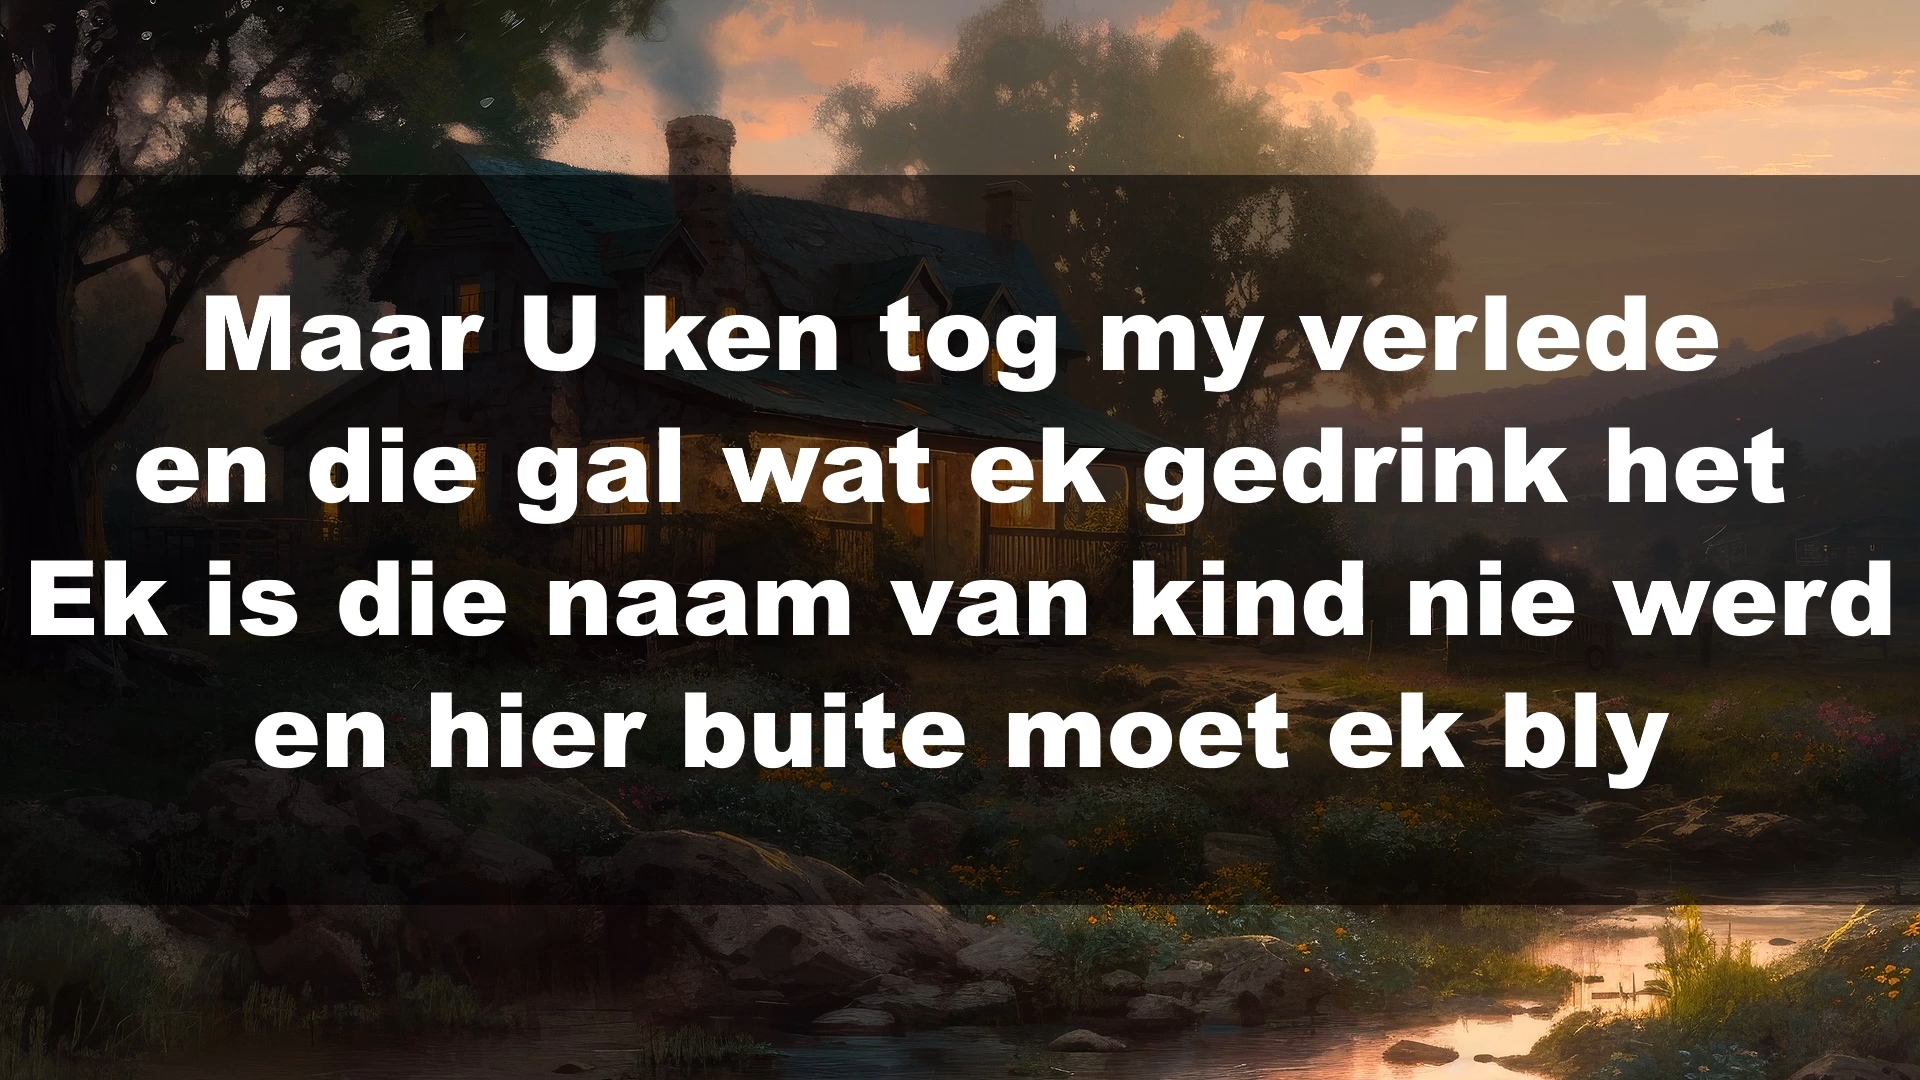 Maar U ken tog my verlede
en die gal wat ek gedrink het
Ek is die naam van kind nie werd
en hier buite moet ek bly